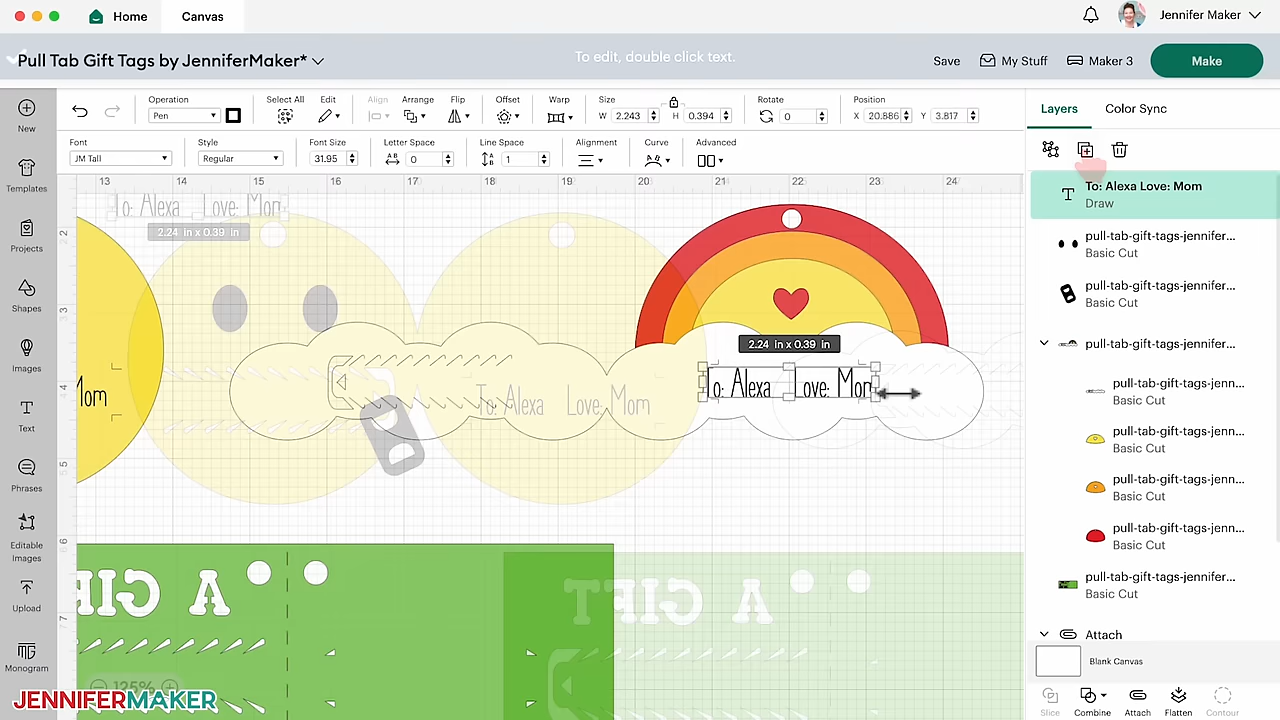 Home
Canvas
Jennifer Maker
Pull Tab Gift Tags by JenniferMaker*
To edit, double click text.
Save
My Stuff
Maker 3
Make
Operation
Pen
Select All
Edit
Align
Arrange
Flip
Offset
Warp
Size
W 2.243
H 0.394
Rotate
0
Position
X 20.886
Y 3.817
Font
JM Tall
Style
Regular
Font Size
31.95
Letter Space
0
Line Space
1
Alignment
Curve
Advanced
New
Templates
Projects
Shapes
Images
Text
Phrases
Editable
Images
Upload
Monogram
13 14 15 16 17 18 19 20 21 22 23 24
To: Alexa Love: Mom
2.24 in x 0.39 in
Mom
To: Alexa Love: Mom
2.24 in x 0.39 in
To: Alexa Love: Mom
A GIFT
A GIFT
125%
JENNIFERMAKER
Layers
Color Sync
To: Alexa Love: Mom
Draw
pull-tab-gift-tags-jennifer...
Basic Cut
pull-tab-gift-tags-jennifer...
Basic Cut
pull-tab-gift-tags-jennifer...
pull-tab-gift-tags-jenn...
Basic Cut
pull-tab-gift-tags-jenn...
Basic Cut
pull-tab-gift-tags-jenn...
Basic Cut
pull-tab-gift-tags-jenn...
Basic Cut
pull-tab-gift-tags-jennifer...
Basic Cut
Attach
Blank Canvas
Slice
Combine
Attach
Flatten
Contour